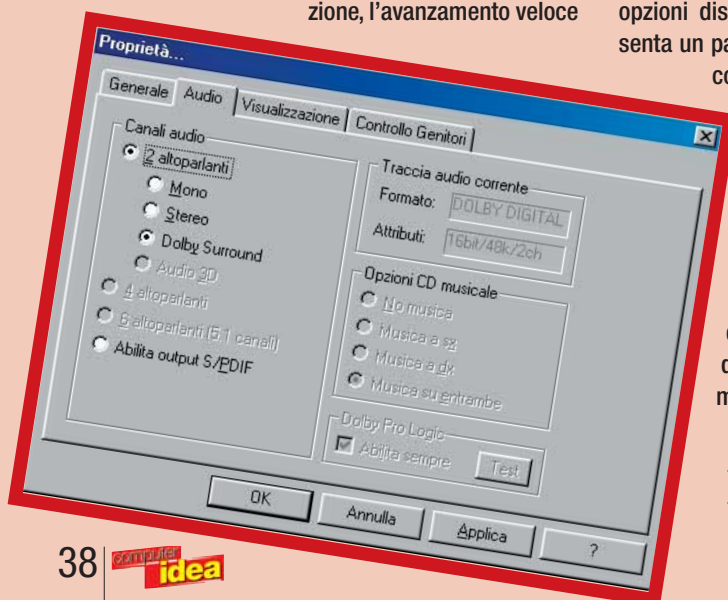 zione, l'avanzamento veloce
opzioni dis
senta un pa
co
Proprietà...
Generale Audio Visualizzazione Controllo Genitori
Canali audio
2 altoparlanti
Mono
Stereo
Dolby Surround
Audio 3D
4 altoparlanti
6 altoparlanti (5.1 canali)
Abilita output S/PDIF
Traccia audio corrente
Formato: DOLBY DIGITAL
Attributi: 16bit/48k/2ch
Opzioni CD musicale
No musica
Musica a sx
Musica a dx
Musica su entrambe
Dolby Pro Logic
Abilita sempre Test
OK Annulla Applica ?
38 computer idea